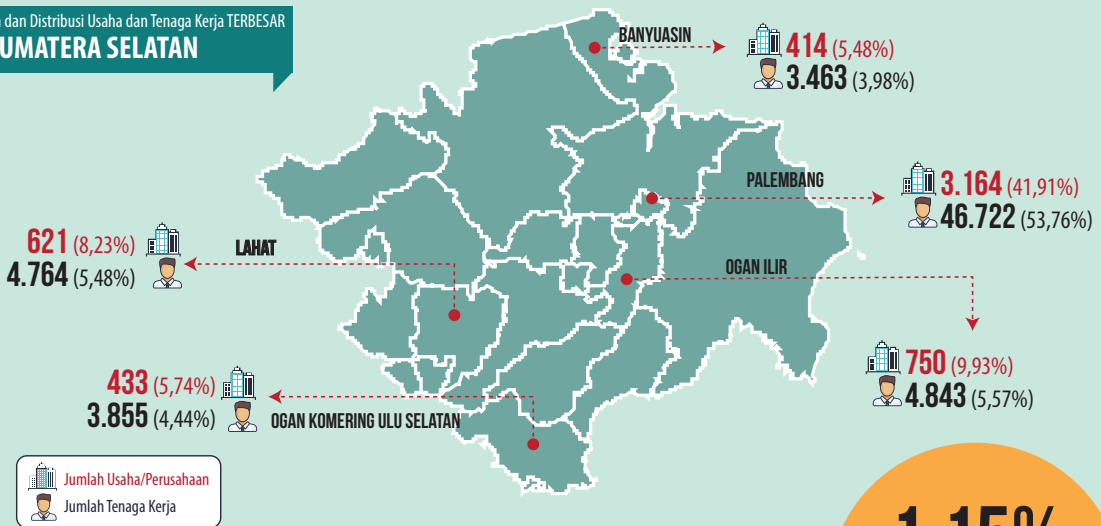 dan Distribusi Usaha dan Tenaga Kerja TERBESAR
UMATERA SELATAN
BANYUASIN
414 (5,48%)
3.463 (3,98%)
PALEMBANG
3.164 (41,91%)
46.722 (53,76%)
621 (8,23%)
4.764 (5,48%)
LAHAT
OGAN ILIR
750 (9,93%)
4.843 (5,57%)
433 (5,74%)
3.855 (4,44%)
OGAN KOMERING ULU SELATAN
Jumlah Usaha/Perusahaan
Jumlah Tenaga Kerja
1,15%